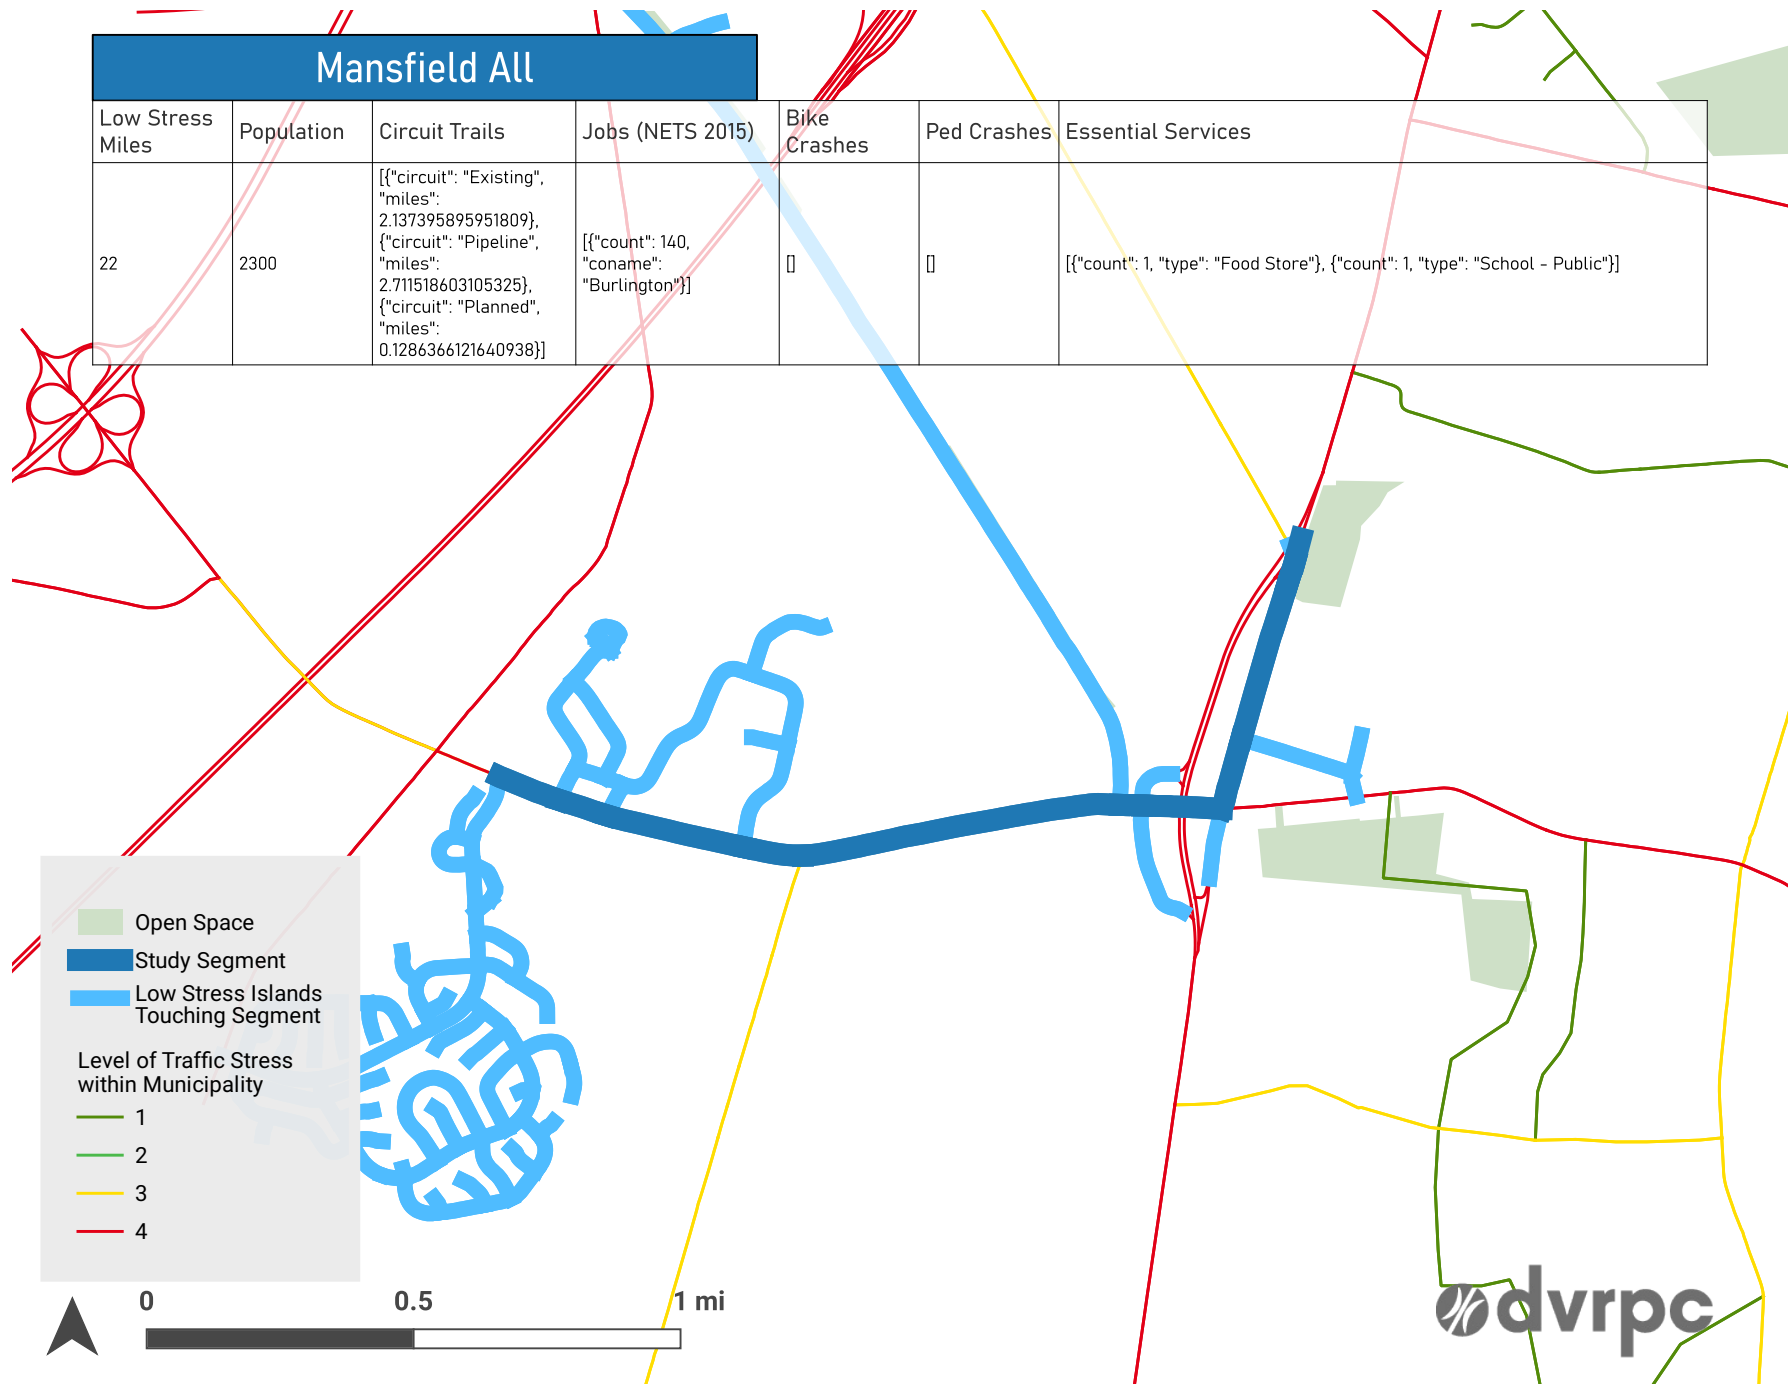 Mansfield All
Low Stress
Miles
Population
Circuit Trails
Jobs (NETS 2015)
Bike
Crashes
Ped Crashes
Essential Services
22
2300
[{"circuit": "Existing",
"miles":
2.137395895951809},
{"circuit": "Pipeline",
"miles":
2.711518603105325},
{"circuit": "Planned",
"miles":
0.1286366121640938}]
[{"count": 140,
"coname":
"Burlington"}]
[]
[]
[{"count": 1, "type": "Food Store"}, {"count": 1, "type": "School - Public"}]
Open Space
Study Segment
Low Stress Islands
Touching Segment
Level of Traffic Stress
within Municipality
1
2
3
4
0 0.5 1 mi
dvrpc